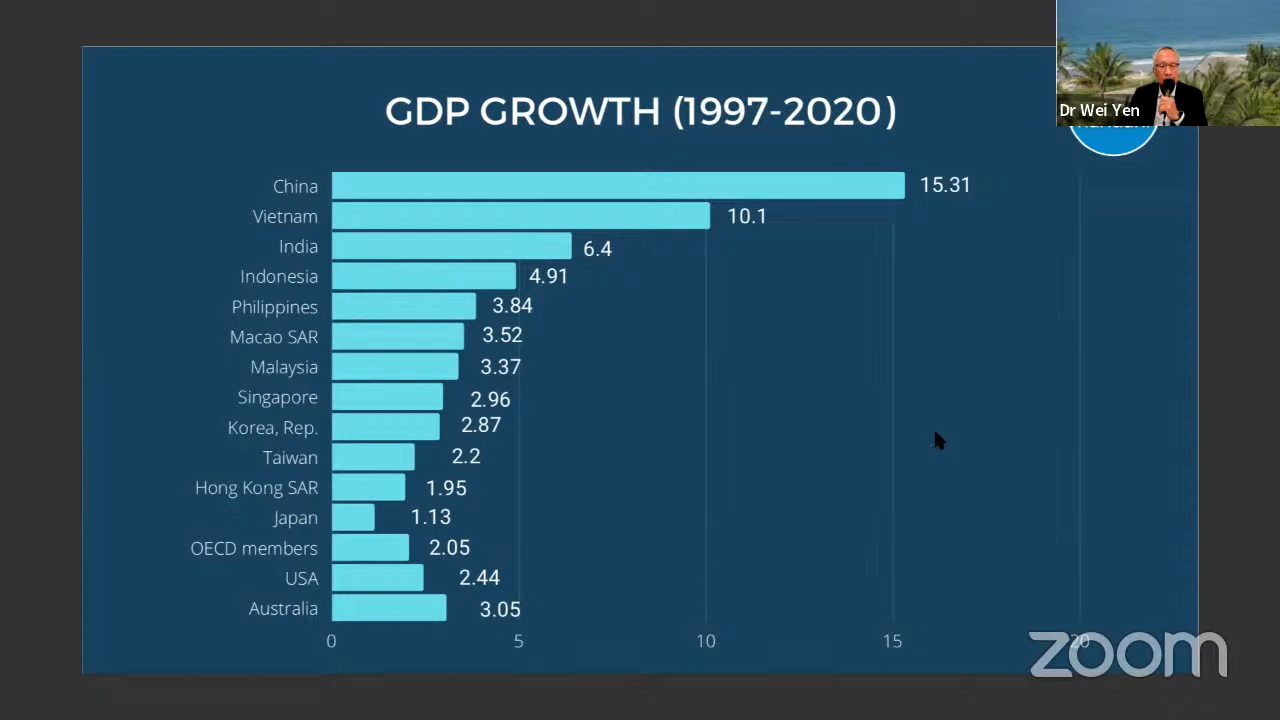 Dr Wei Yen
GDP GROWTH (1997-2020)
China 15.31
Vietnam 10.1
India 6.4
Indonesia 4.91
Philippines 3.84
Macao SAR 3.52
Malaysia 3.37
Singapore 2.96
Korea, Rep. 2.87
Taiwan 2.2
Hong Kong SAR 1.95
Japan 1.13
OECD members 2.05
USA 2.44
Australia 3.05
0 5 10 15 20
zoom